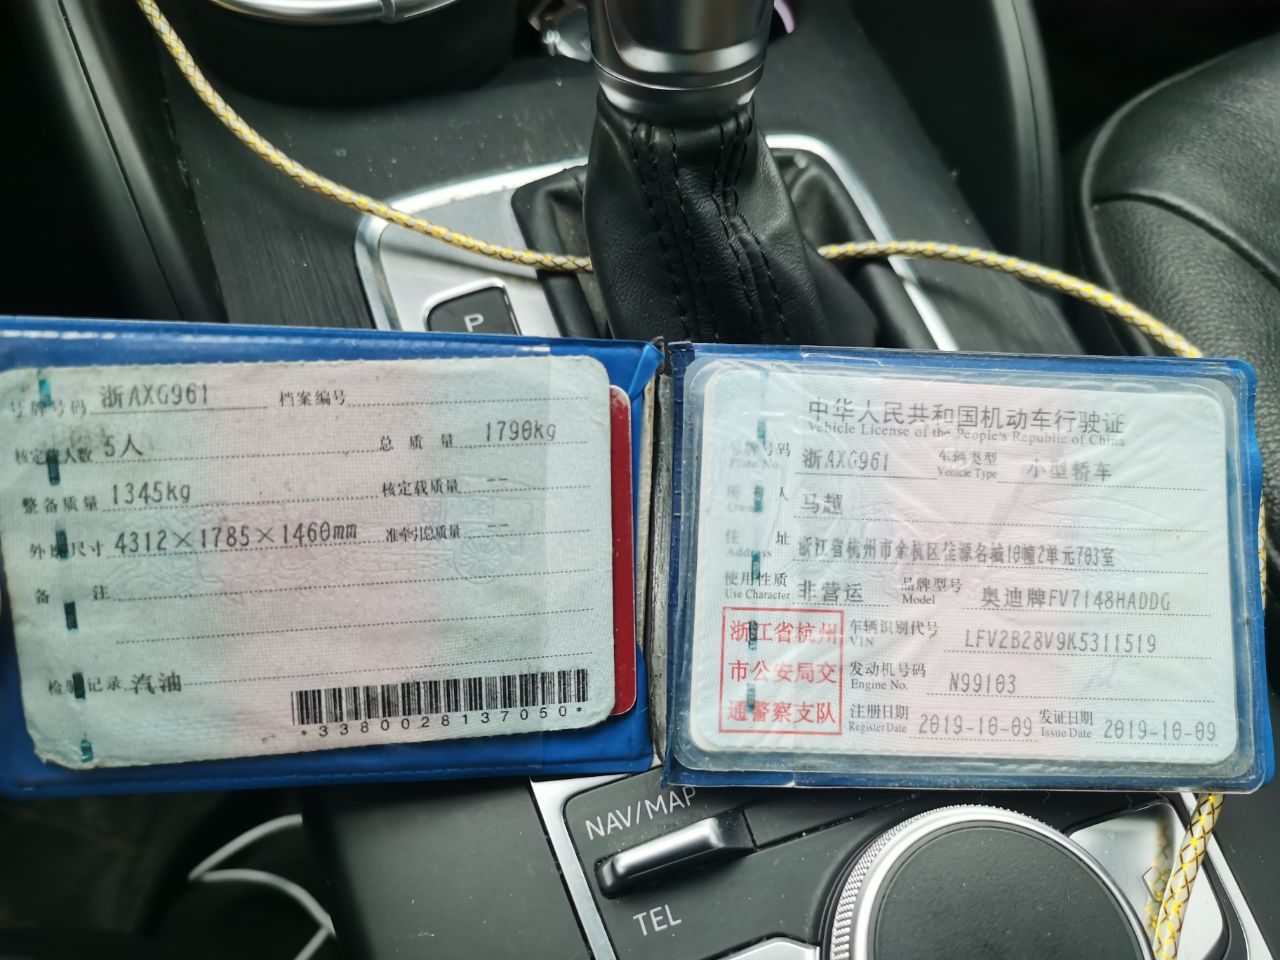 P
号牌号码 浙AXG961 档案编号
核定载人数 5人 总质量 1790kg
整备质量 1345kg 核定载质量 --
外廓尺寸 4312×1785×1460mm 准牵引总质量 --
备注
检验记录 汽油
*3380028137050*
中华人民共和国机动车行驶证
Vehicle License of the People's Republic of China
号牌号码 浙AXG961 车辆类型 小型轿车
Plate No. Vehicle Type
所有人 马越
Owner
住址 浙江省杭州市余杭区佳源名城10幢2单元703室
Address
使用性质 非营运 品牌型号 奥迪牌FV7148HADDG
Use Character Model
浙江省杭州
市公安局交
通警察支队
车辆识别代号 LFV2B28V9K5311519
VIN
发动机号码 N99103
Engine No.
注册日期 2019-10-09 发证日期 2019-10-09
Register Date Issue Date
NAV/MAP
TEL